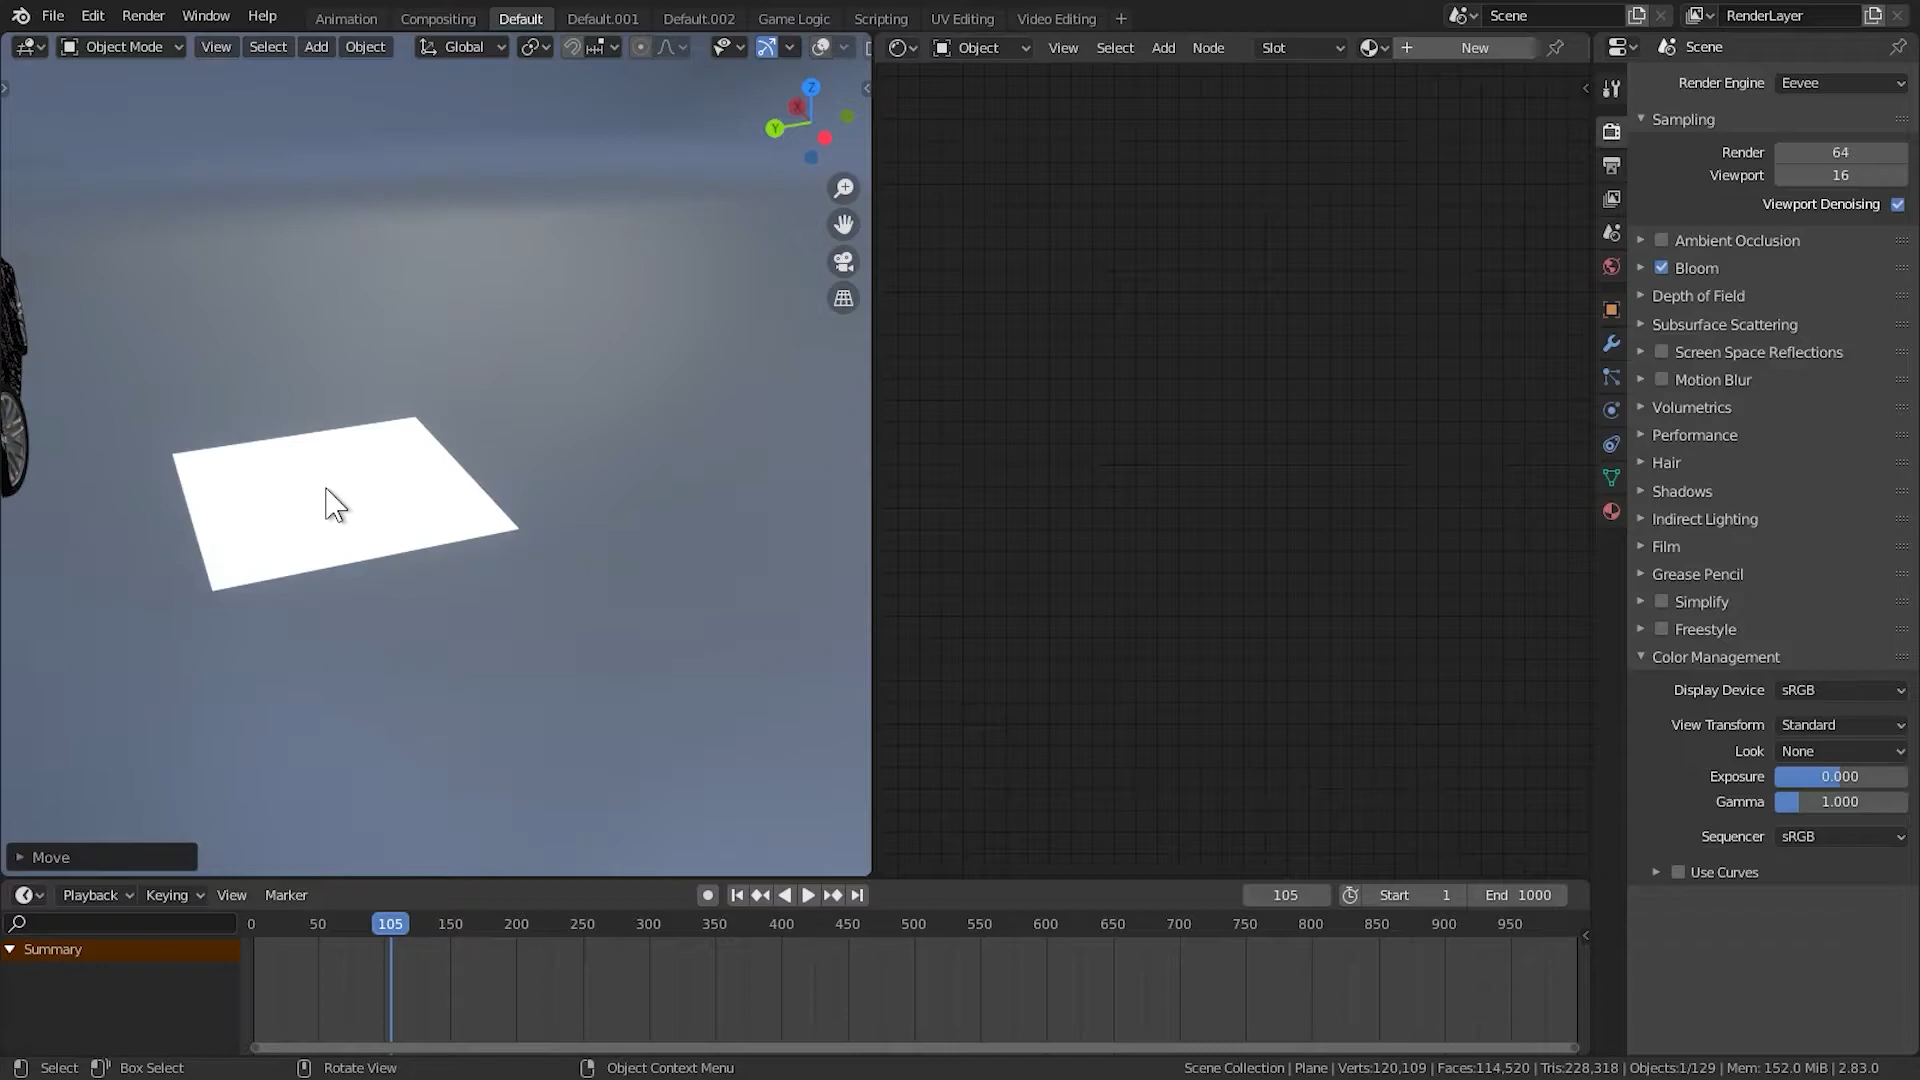 File Edit Render Window Help Animation Compositing Default Default.001 Default.002 Game Logic Scripting UV Editing Video Editing + Scene RenderLayer
Object Mode View Select Add Object Global Object View Select Add Node Slot New Scene
Z
X
Y
Move
Render Engine Eevee
Sampling
Render 64
Viewport 16
Viewport Denoising
Ambient Occlusion
Bloom
Depth of Field
Subsurface Scattering
Screen Space Reflections
Motion Blur
Volumetrics
Performance
Hair
Shadows
Indirect Lighting
Film
Grease Pencil
Simplify
Freestyle
Color Management
Display Device sRGB
View Transform Standard
Look None
Exposure 0.000
Gamma 1.000
Sequencer sRGB
Use Curves
Playback Keying View Marker 105 Start 1 End 1000
0 50 105 150 200 250 300 350 400 450 500 550 600 650 700 750 800 850 900 950
Summary
Select Box Select Rotate View Object Context Menu Scene Collection | Plane | Verts:120,109 | Faces:114,520 | Tris:228,318 | Objects:1/129 | Mem: 152.0 MiB | 2.83.0